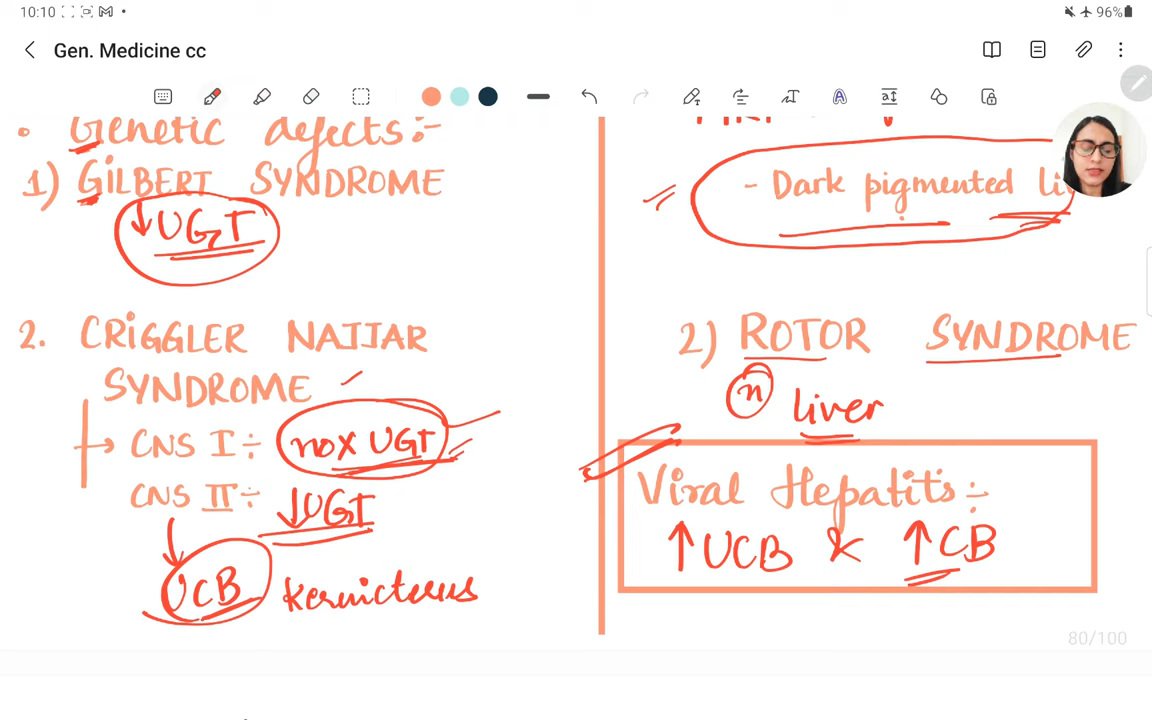 10:10
96%
Gen. Medicine cc
• Genetic defects:-
1) GILBERT SYNDROME
↓UGT
2. CRIGGLER NAJJAR
SYNDROME ✓
→ CNS I ÷ no x UGT
CNS II ÷ ↓UGT
UCB kernicterus
- Dark pigmented
2) ROTOR SYNDROME
n liver
Viral Hepatits ÷
↑UCB & ↑CB
80/100